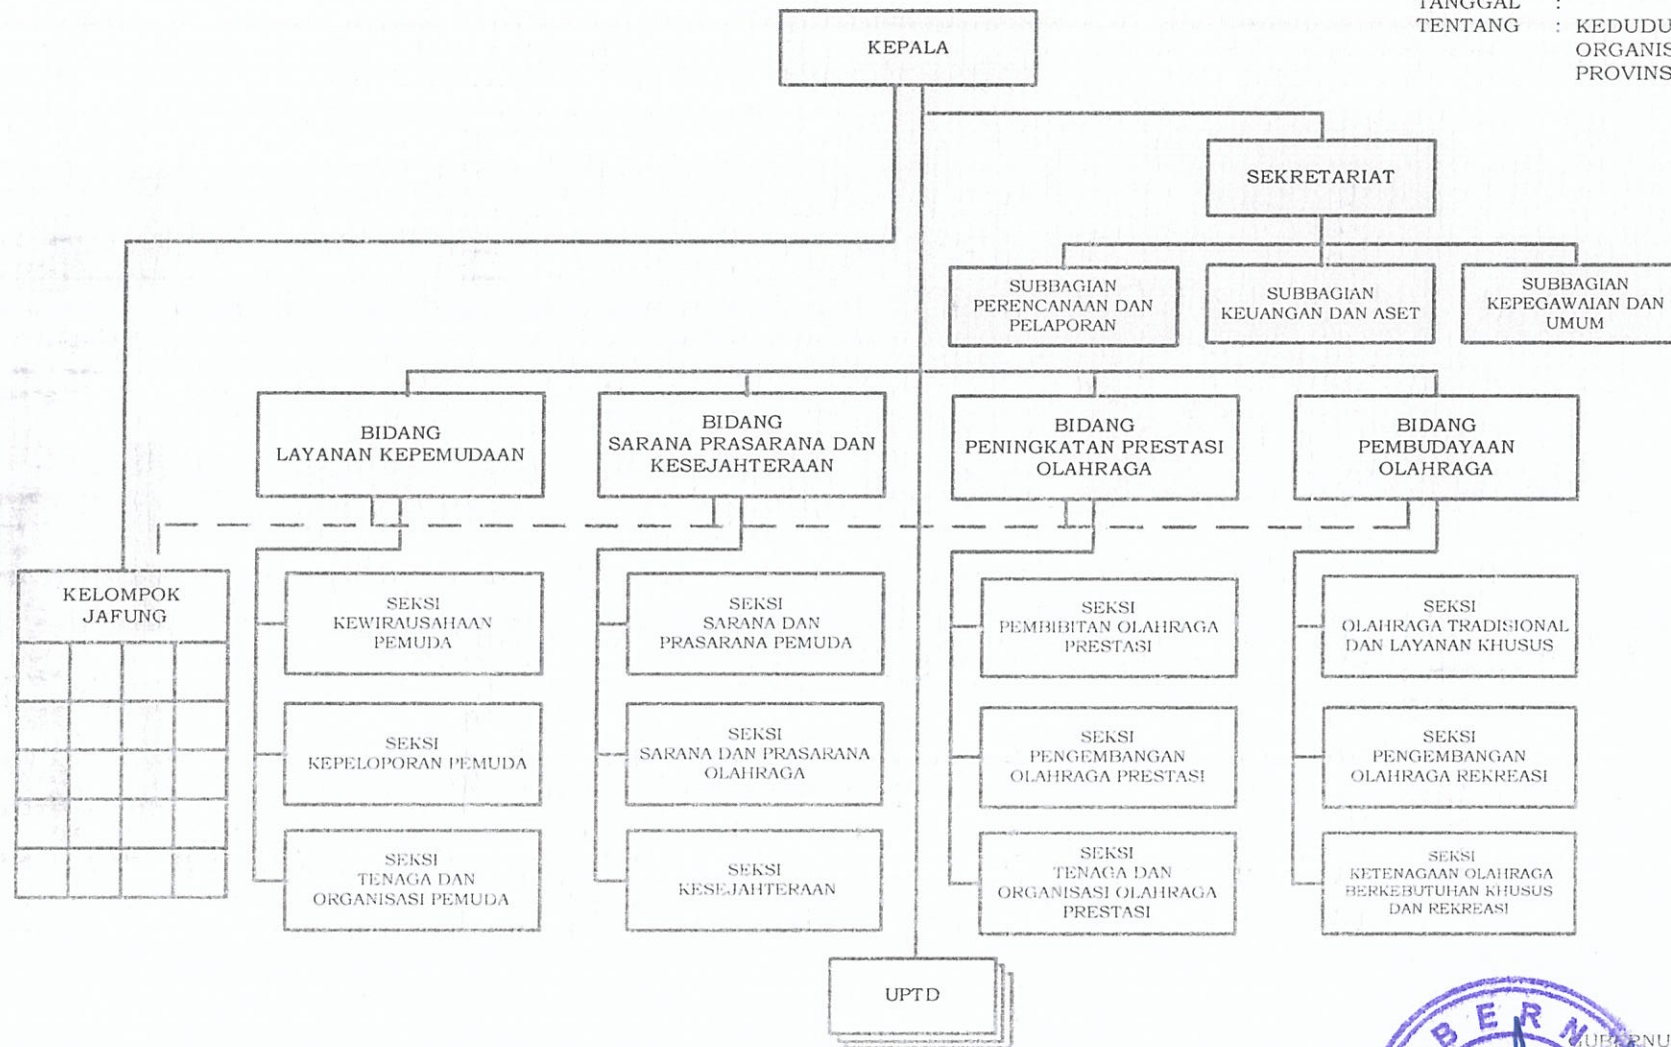 TANGGAL :
TENTANG : KEDUDU
ORGANIS
PROVINS
KEPALA
SEKRETARIAT
SUBBAGIAN
PERENCANAAN DAN
PELAPORAN
SUBBAGIAN
KEUANGAN DAN ASET
SUBBAGIAN
KEPEGAWAIAN DAN
UMUM
BIDANG
LAYANAN KEPEMUDAAN
BIDANG
SARANA PRASARANA DAN
KESEJAHTERAAN
BIDANG
PENINGKATAN PRESTASI
OLAHRAGA
BIDANG
PEMBUDAYAAN
OLAHRAGA
KELOMPOK
JAFUNG
SEKSI
KEWIRAUSAHAAN
PEMUDA
SEKSI
SARANA DAN
PRASARANA PEMUDA
SEKSI
PEMBIBITAN OLAHRAGA
PRESTASI
SEKSI
OLAHRAGA TRADISIONAL
DAN LAYANAN KHUSUS
SEKSI
KEPELOPORAN PEMUDA
SEKSI
SARANA DAN PRASARANA
OLAHRAGA
SEKSI
PENGEMBANGAN
OLAHRAGA PRESTASI
SEKSI
PENGEMBANGAN
OLAHRAGA REKREASI
SEKSI
TENAGA DAN
ORGANISASI PEMUDA
SEKSI
KESEJAHTERAAN
SEKSI
TENAGA DAN
ORGANISASI OLAHRAGA
PRESTASI
SEKSI
KETENAGAAN OLAHRAGA
BERKEBUTUHAN KHUSUS
DAN REKREASI
UPTD
BERN
GUBERNU